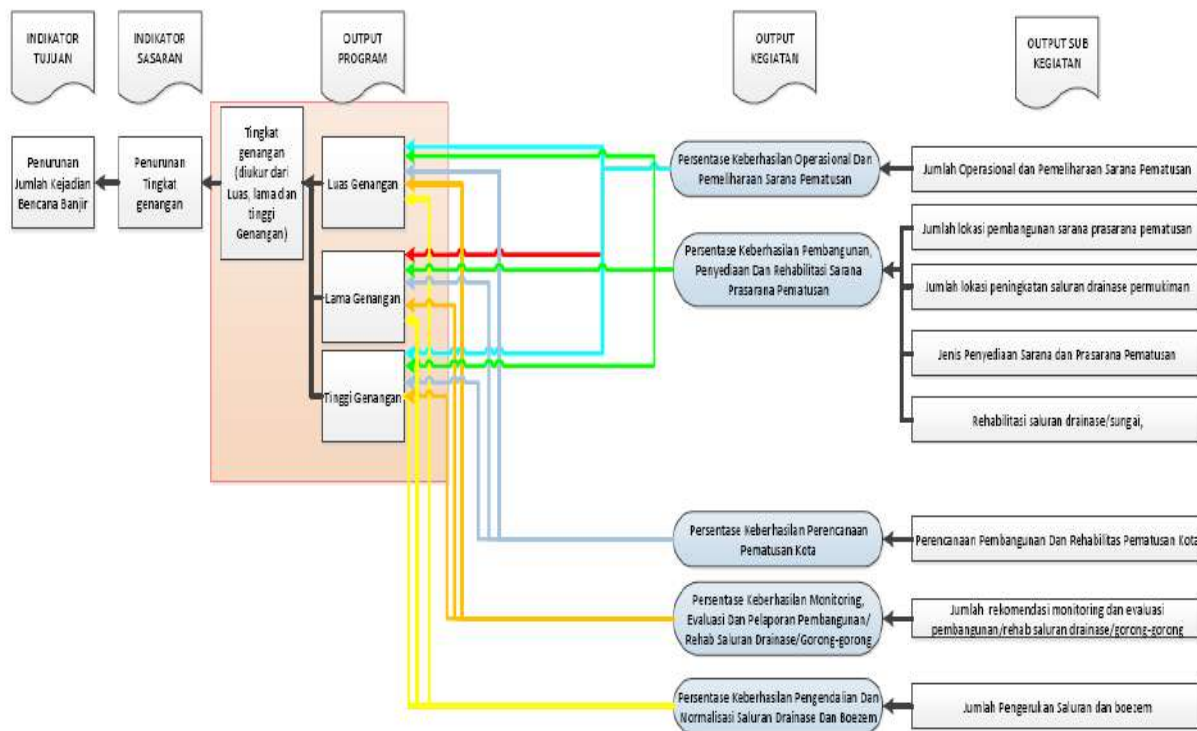 INDIKATOR
TUJUAN
INDIKATOR
SASARAN
OUTPUT
PROGRAM
OUTPUT
KEGIATAN
OUTPUT SUB
KEGIATAN
Penurunan
Jumlah Kejadian
Bencana Banjir
Penurunan
Tingkat
genangan
Tingkat
genangan
(diukur dari
Luas, lama dan
tinggi
Genangan)
Luas Genangan
Lama Genangan
Tinggi Genangan
Persentase Keberhasilan Operasional Dan
Pemeliharaan Sarana Pematusan
Persentase Keberhasilan Pembangunan,
Penyediaan Dan Rehabilitasi Sarana
Prasarana Pematusan
Persentase Keberhasilan Perencanaan
Pematusan Kota
Persentase Keberhasilan Monitoring,
Evaluasi Dan Pelaporan Pembangunan/
Rehab Saluran Drainase/Gorong-gorong
Persentase Keberhasilan Pengendalian Dan
Normalisasi Saluran Drainase Dan Boezem
Jumlah Operasional dan Pemeliharaan Sarana Pematusan
Jumlah lokasi pembangunan sarana prasarana pematusan
Jumlah lokasi peningkatan saluran drainase permukiman
Jenis Penyediaan Sarana dan Prasarana Pematusan
Rehabilitasi saluran drainase/sungai,
Perencanaan Pembangunan Dan Rehabilitas Pematusan Kota
Jumlah rekomendasi monitoring dan evaluasi
pembangunan/rehab saluran drainase/gorong-gorong
Jumlah Pengerukan Saluran dan boezem